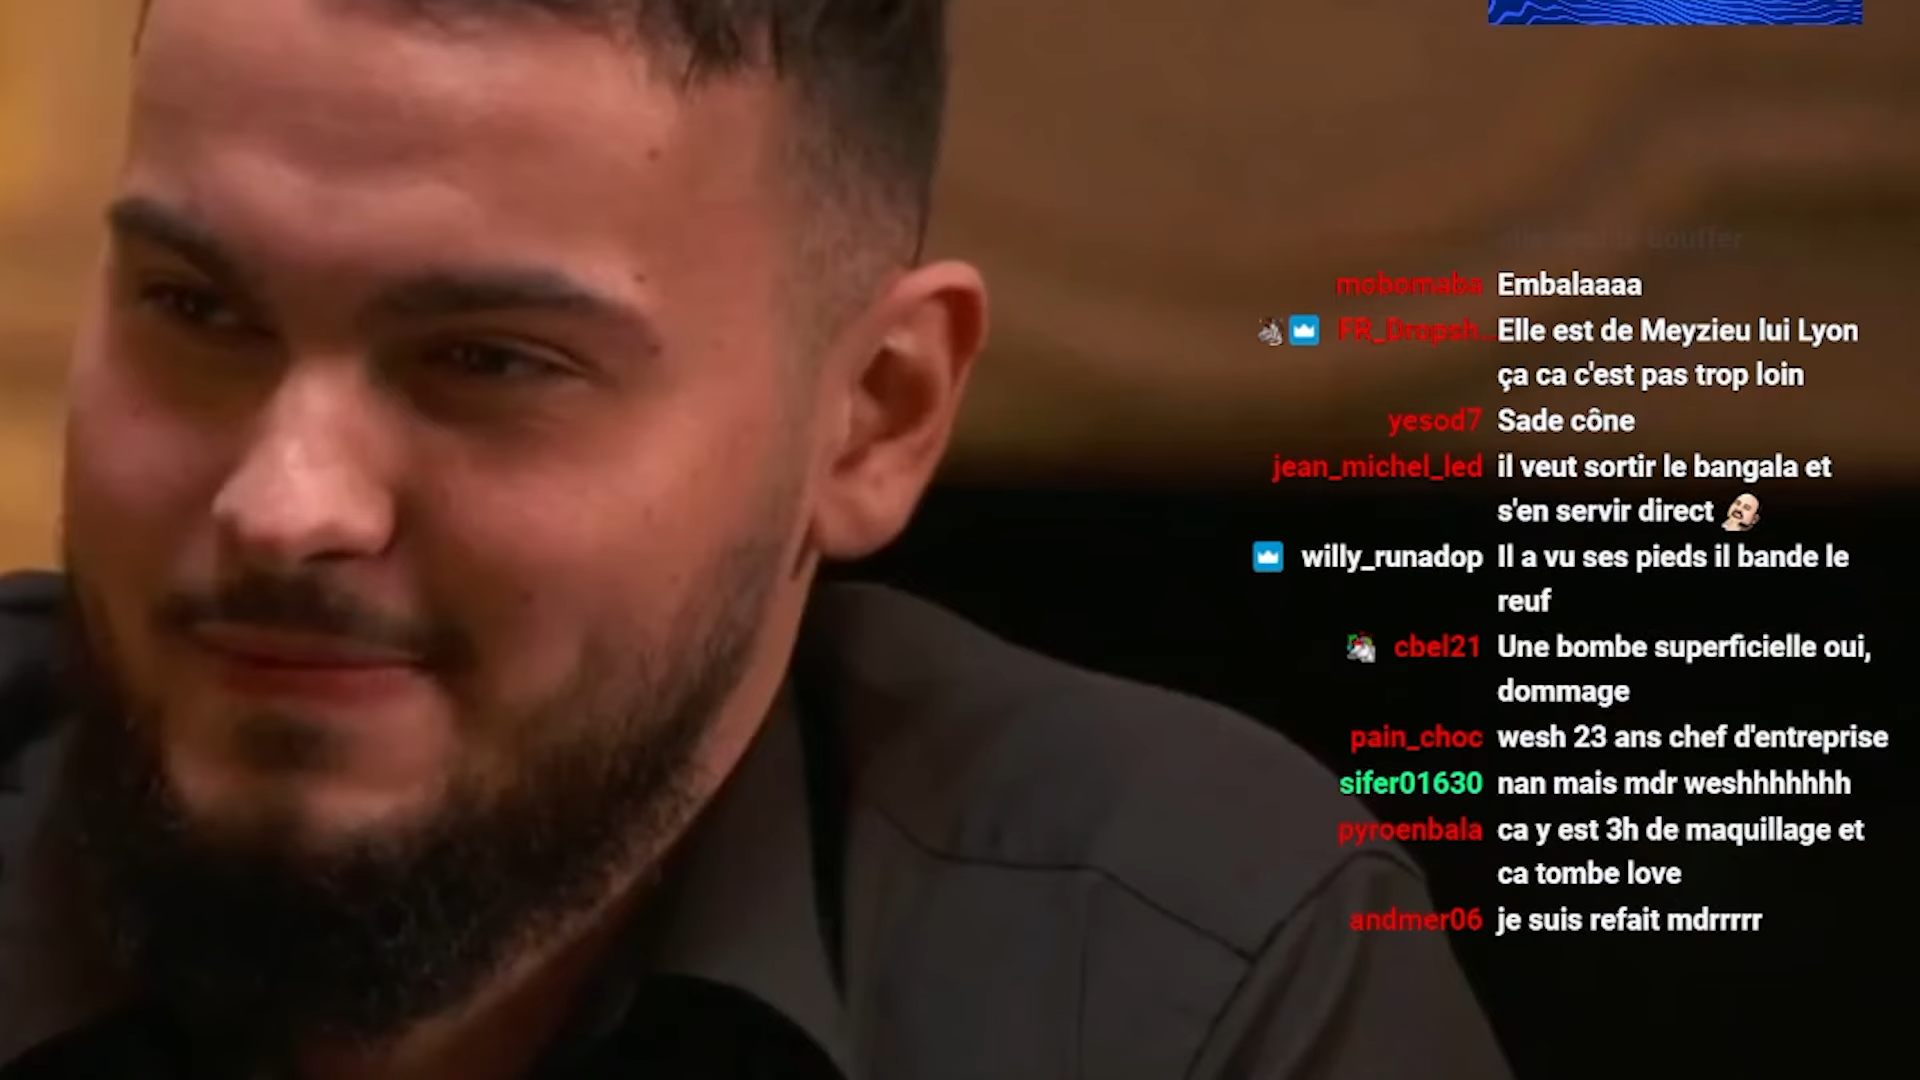 bouffer
mobomaba Embalaaaa
FR_Dropsh... Elle est de Meyzieu lui Lyon
ça ca c'est pas trop loin
yesod7 Sade cône
jean_michel_led il veut sortir le bangala et
s'en servir direct
willy_runadop Il a vu ses pieds il bande le
reuf
cbel21 Une bombe superficielle oui,
dommage
pain_choc wesh 23 ans chef d'entreprise
sifer01630 nan mais mdr weshhhhhhh
pyroenbala ca y est 3h de maquillage et
ca tombe love
andmer06 je suis refait mdrrrrr